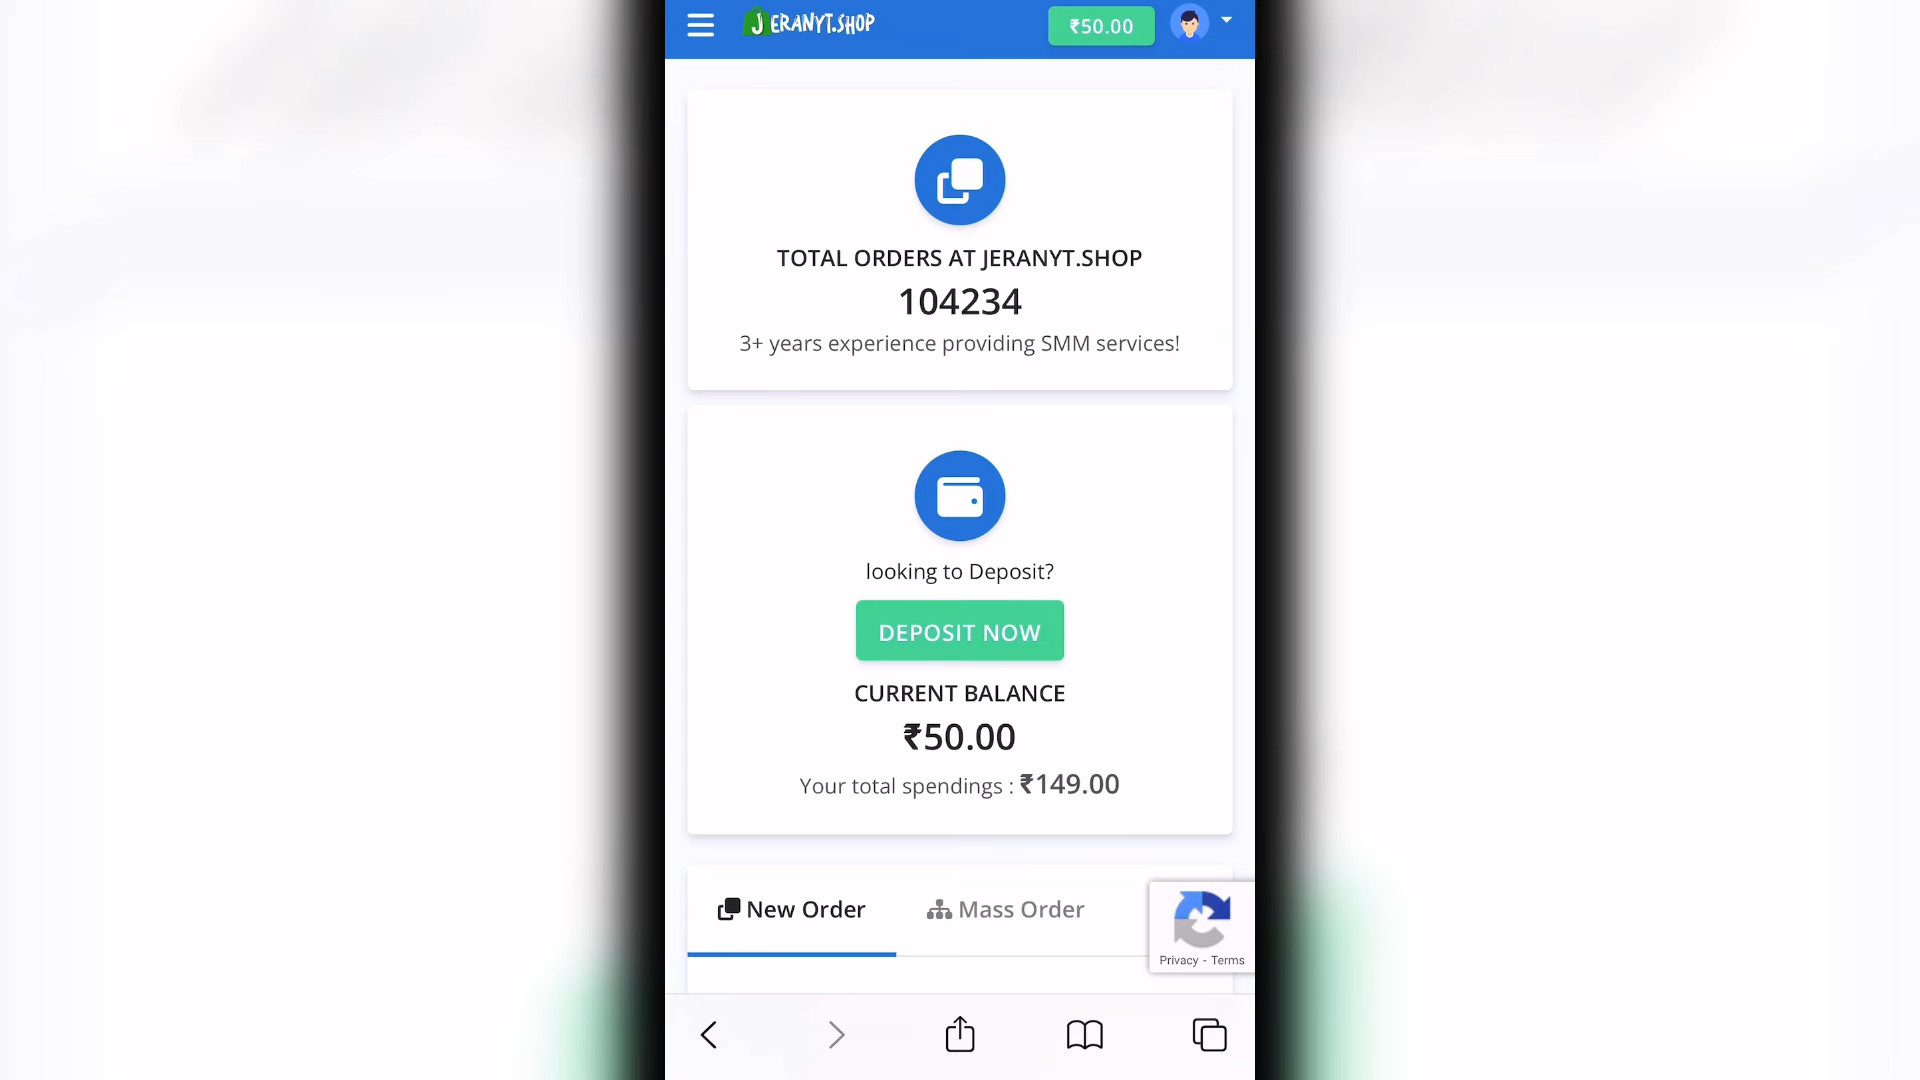 JERANYT.SHOP
₹50.00
TOTAL ORDERS AT JERANYT.SHOP
104234
3+ years experience providing SMM services!
looking to Deposit?
DEPOSIT NOW
CURRENT BALANCE
₹50.00
Your total spendings : ₹149.00
New Order
Mass Order
Privacy - Terms